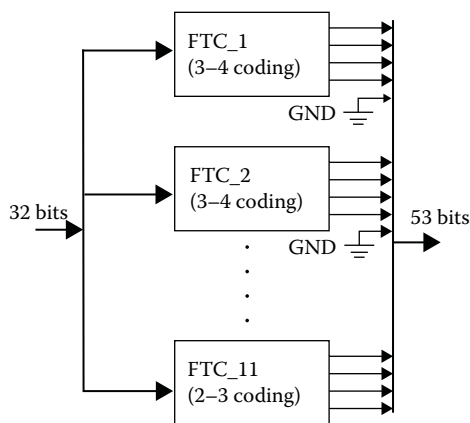 FTC_1
(3–4 coding)
GND
FTC_2
(3–4 coding)
32 bits
GND
53 bits
FTC_11
(2–3 coding)